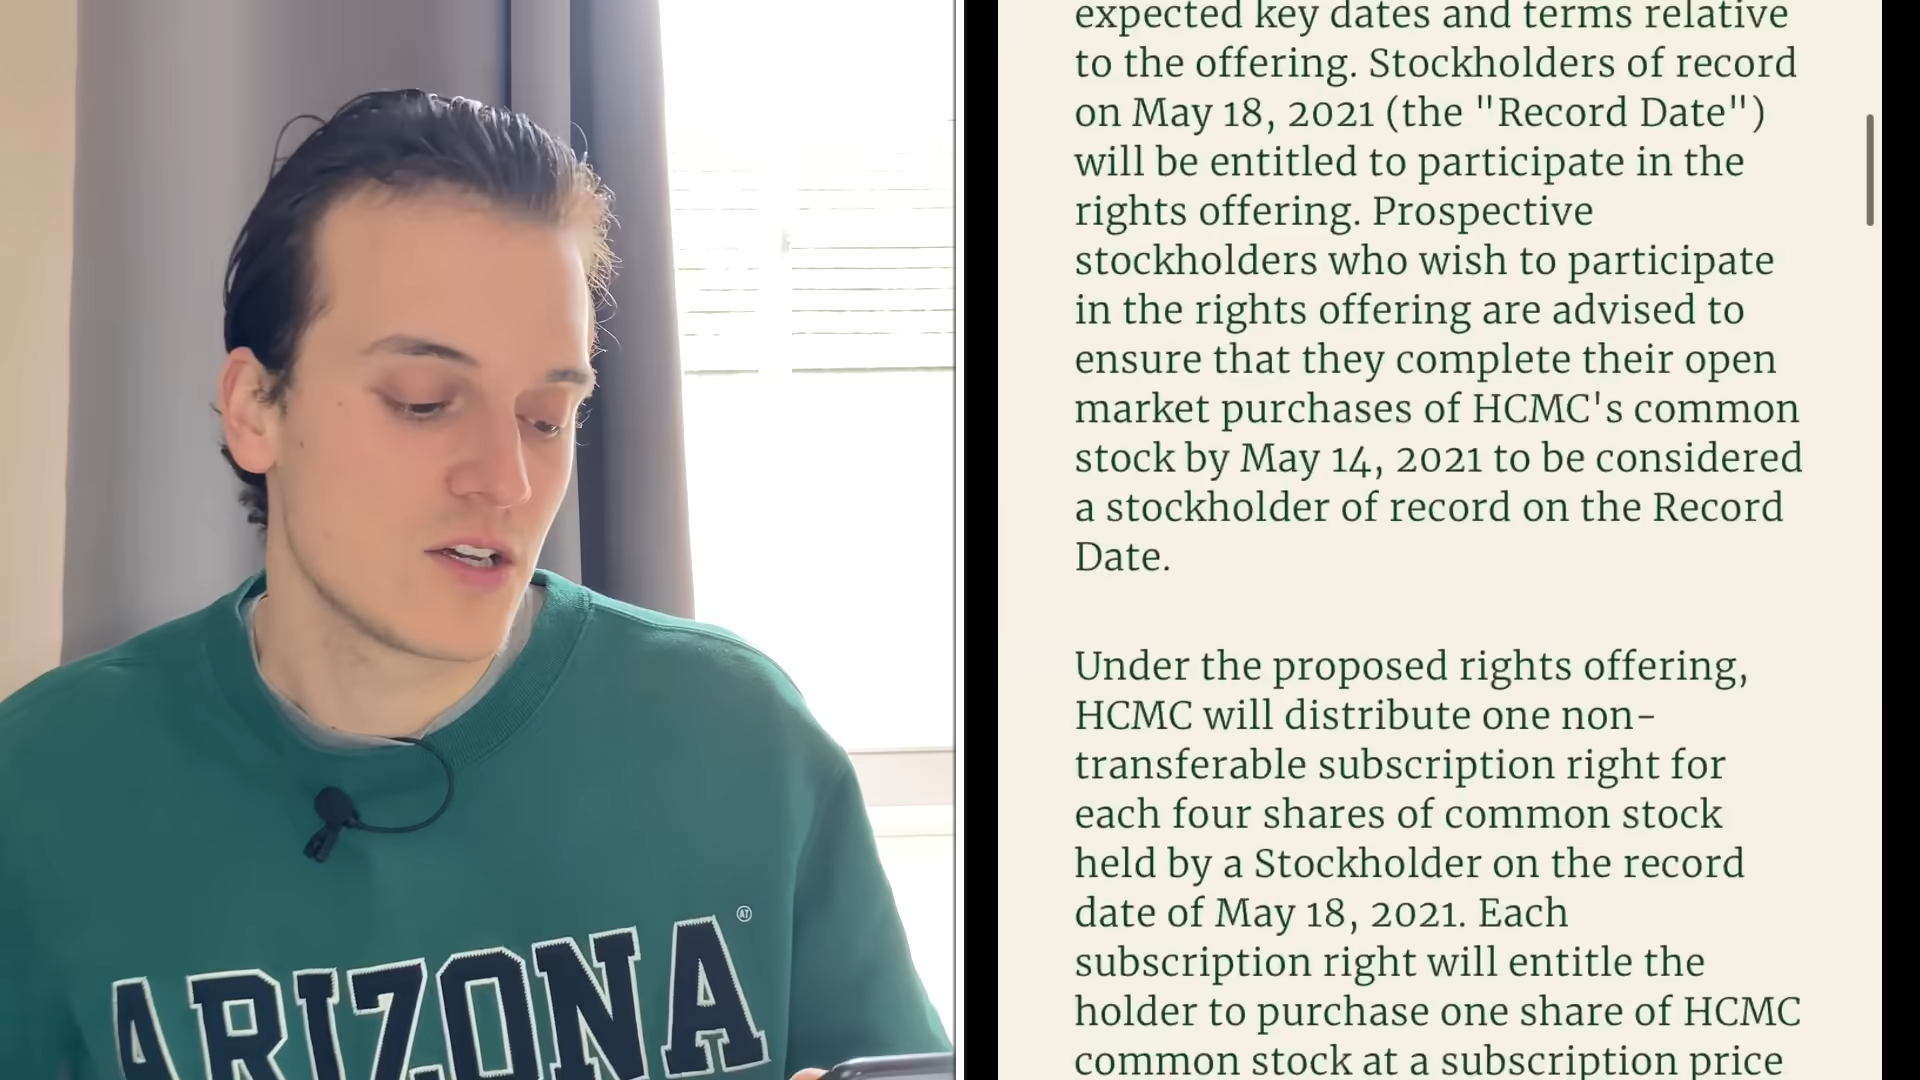 ARIZONA
AT
expected key dates and terms relative
to the offering. Stockholders of record
on May 18, 2021 (the "Record Date")
will be entitled to participate in the
rights offering. Prospective
stockholders who wish to participate
in the rights offering are advised to
ensure that they complete their open
market purchases of HCMC's common
stock by May 14, 2021 to be considered
a stockholder of record on the Record
Date.
Under the proposed rights offering,
HCMC will distribute one non-
transferable subscription right for
each four shares of common stock
held by a Stockholder on the record
date of May 18, 2021. Each
subscription right will entitle the
holder to purchase one share of HCMC
common stock at a subscription price